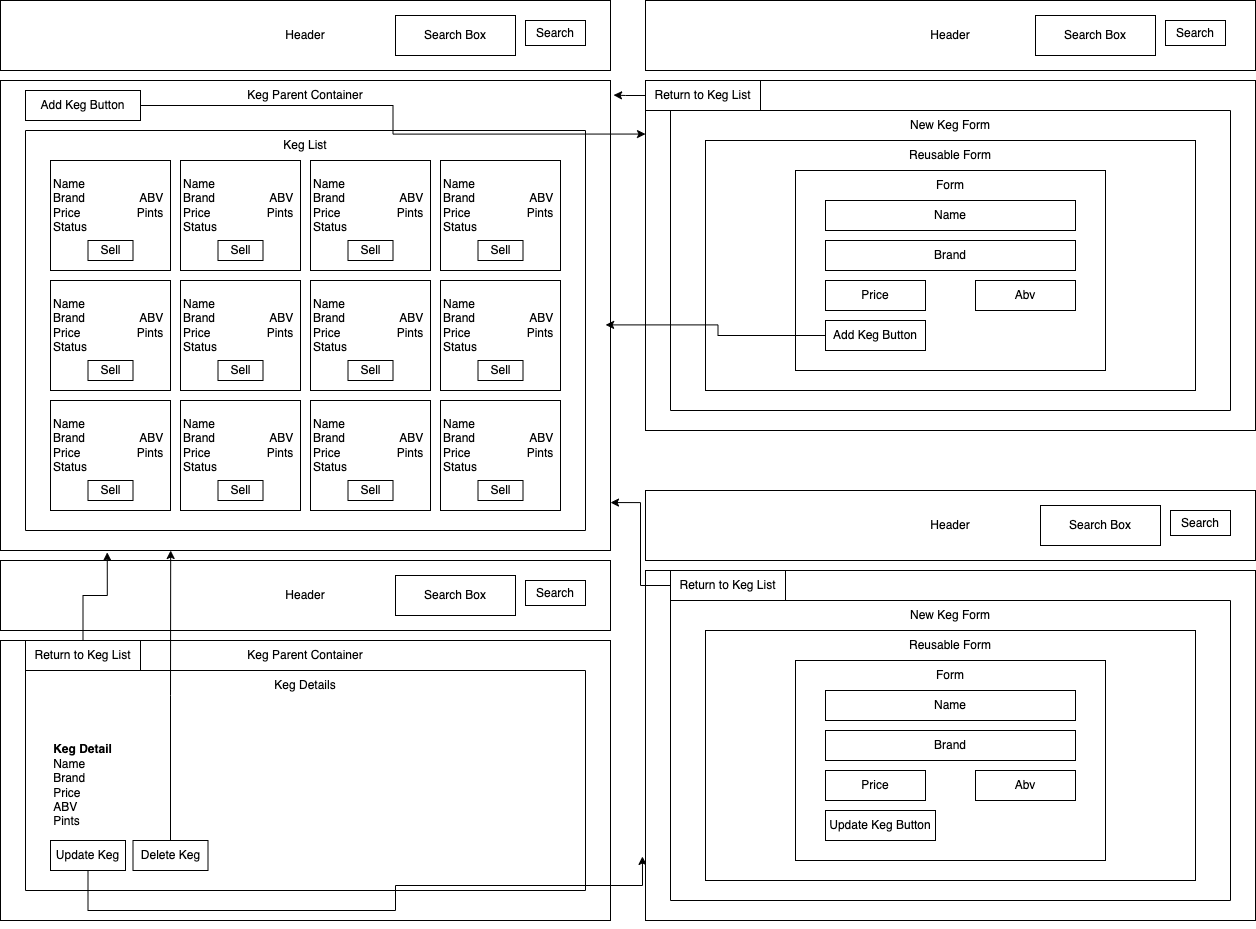 Header
Search Box
Search
Add Keg Button
Keg Parent Container
Keg List
Name
Brand ABV
Price Pints
Status
Sell
Name
Brand ABV
Price Pints
Status
Sell
Name
Brand ABV
Price Pints
Status
Sell
Name
Brand ABV
Price Pints
Status
Sell
Name
Brand ABV
Price Pints
Status
Sell
Name
Brand ABV
Price Pints
Status
Sell
Name
Brand ABV
Price Pints
Status
Sell
Name
Brand ABV
Price Pints
Status
Sell
Name
Brand ABV
Price Pints
Status
Sell
Name
Brand ABV
Price Pints
Status
Sell
Name
Brand ABV
Price Pints
Status
Sell
Name
Brand ABV
Price Pints
Status
Sell
Header
Search Box
Search
Return to Keg List
New Keg Form
Reusable Form
Form
Name
Brand
Price
Abv
Add Keg Button
Header
Search Box
Search
Return to Keg List
Keg Parent Container
Keg Details
Keg Detail
Name
Brand
Price
ABV
Pints
Update Keg
Delete Keg
Header
Search Box
Search
Return to Keg List
New Keg Form
Reusable Form
Form
Name
Brand
Price
Abv
Update Keg Button